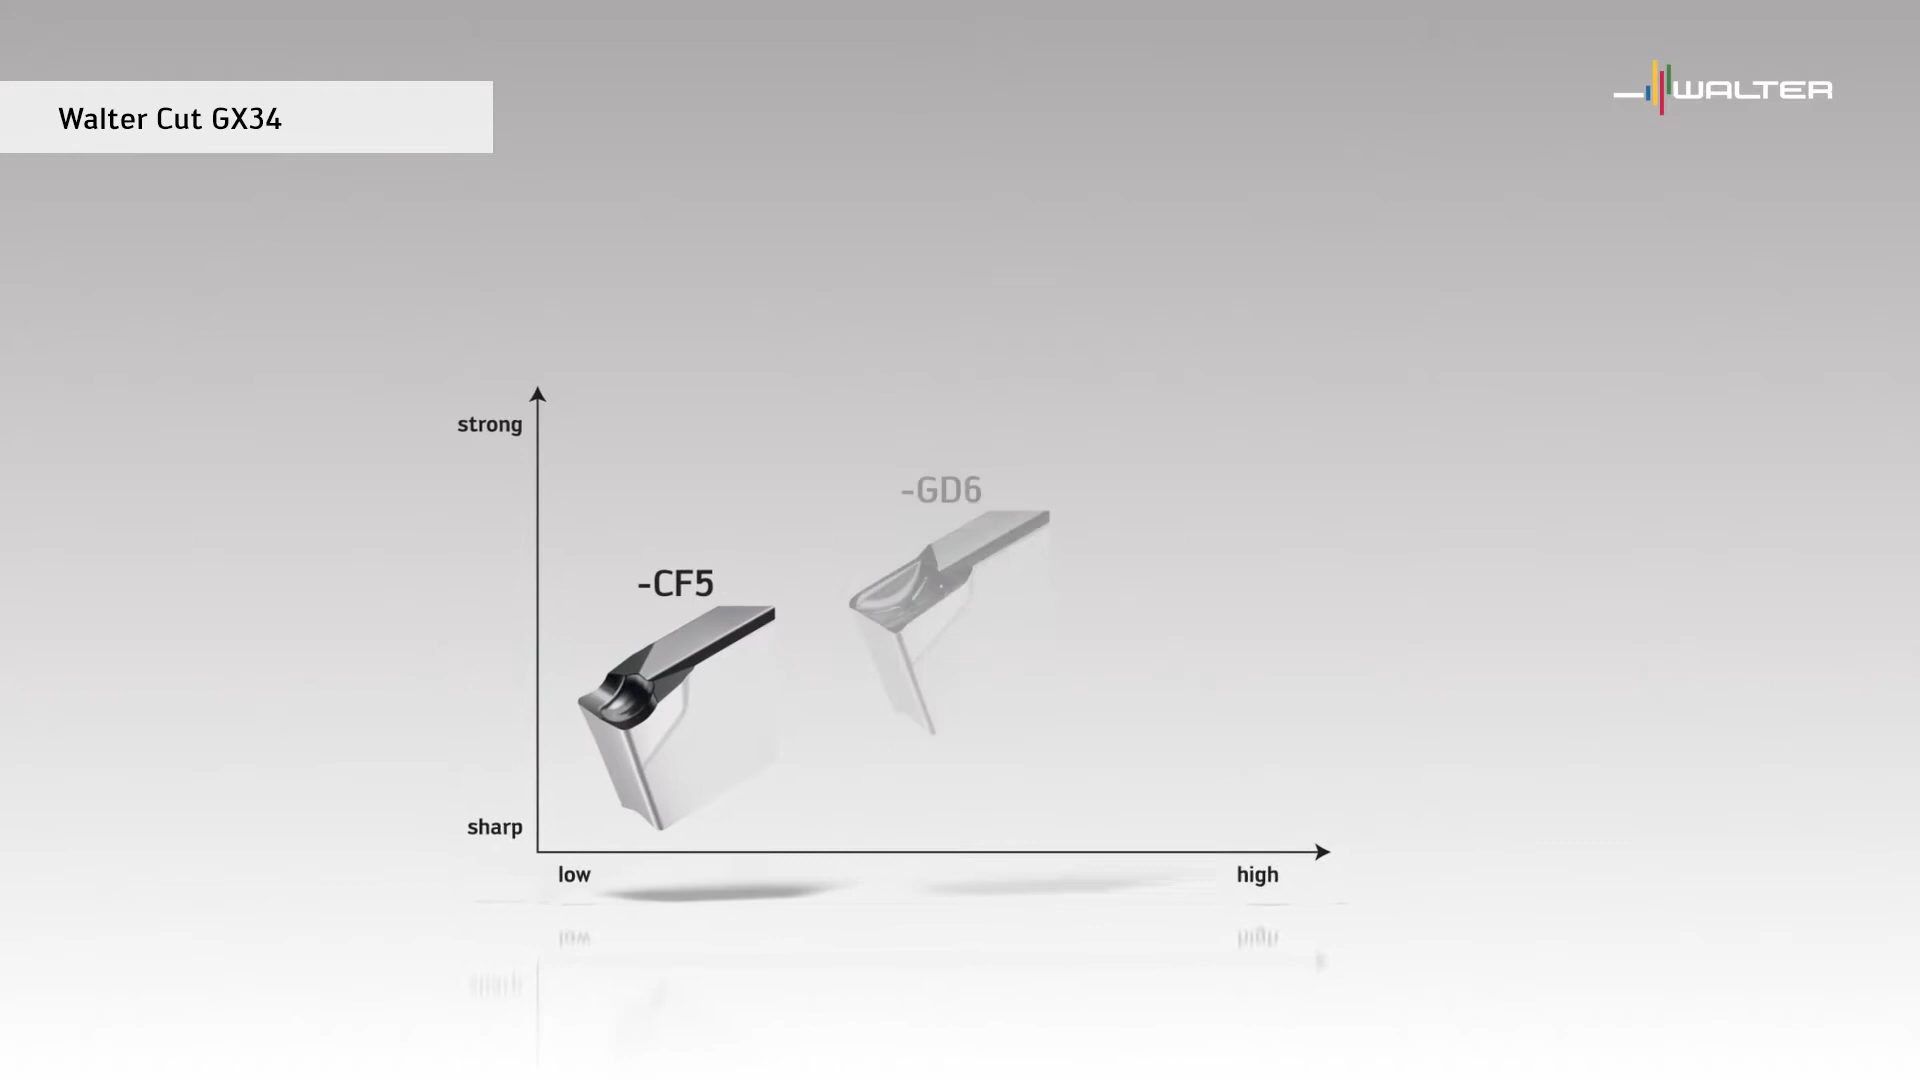 Walter Cut GX34
WALTER
strong
-GD6
-CF5
sharp
low
high